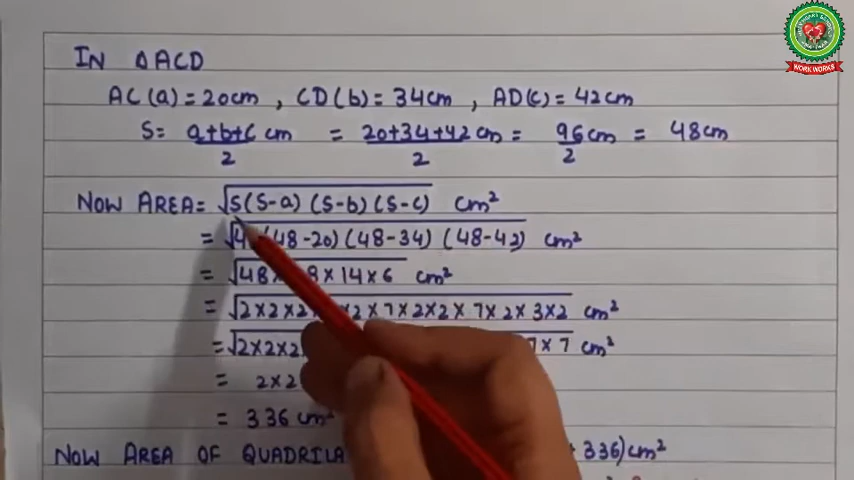 IN ΔACD
AC(a)=20cm, CD(b)=34cm, AD(c)=42cm
S= a+b+c/2 cm = 20+34+42/2 cm = 96/2 cm = 48cm
NOW AREA= √S(S-a)(S-b)(S-c) cm²
= √4 (48-20)(48-34)(48-42) cm²
= √48× 8×14×6 cm²
= √2×2×2 ×2×7×2×2×7×2×3×2 cm²
= √2×2×2 7×7 cm²
= 2×2
= 336 cm²
NOW AREA OF QUADRILA +336)cm²
WORK WORKS